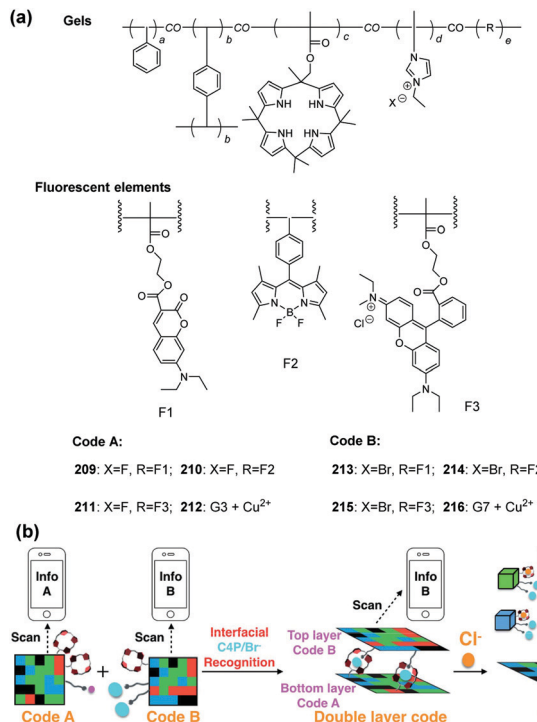 (a)
Gels
CO CO CO CO (R)
a b c d e
O
O
N
N
⊕
X⊖
NH HN
NH HN
b
Fluorescent elements
O
O
O
O
O
O
N
F1
N N
B
F F
F2
O
O
O
O
N
⊕
Cl⊖
O
N
F3
Code A:
Code B:
209: X=F, R=F1; 210: X=F, R=F2
213: X=Br, R=F1; 214: X=Br, R=F2
211: X=F, R=F3; 212: G3 + Cu2+
215: X=Br, R=F3; 216: G7 + Cu2+
(b)
Info A
Info B
Info B
Scan
Scan
Scan
+
Interfacial
C4P/Br-
Recognition
Top layer
Code B
Bottom layer
Code A
Cl-
Code A
Code B
Double layer code